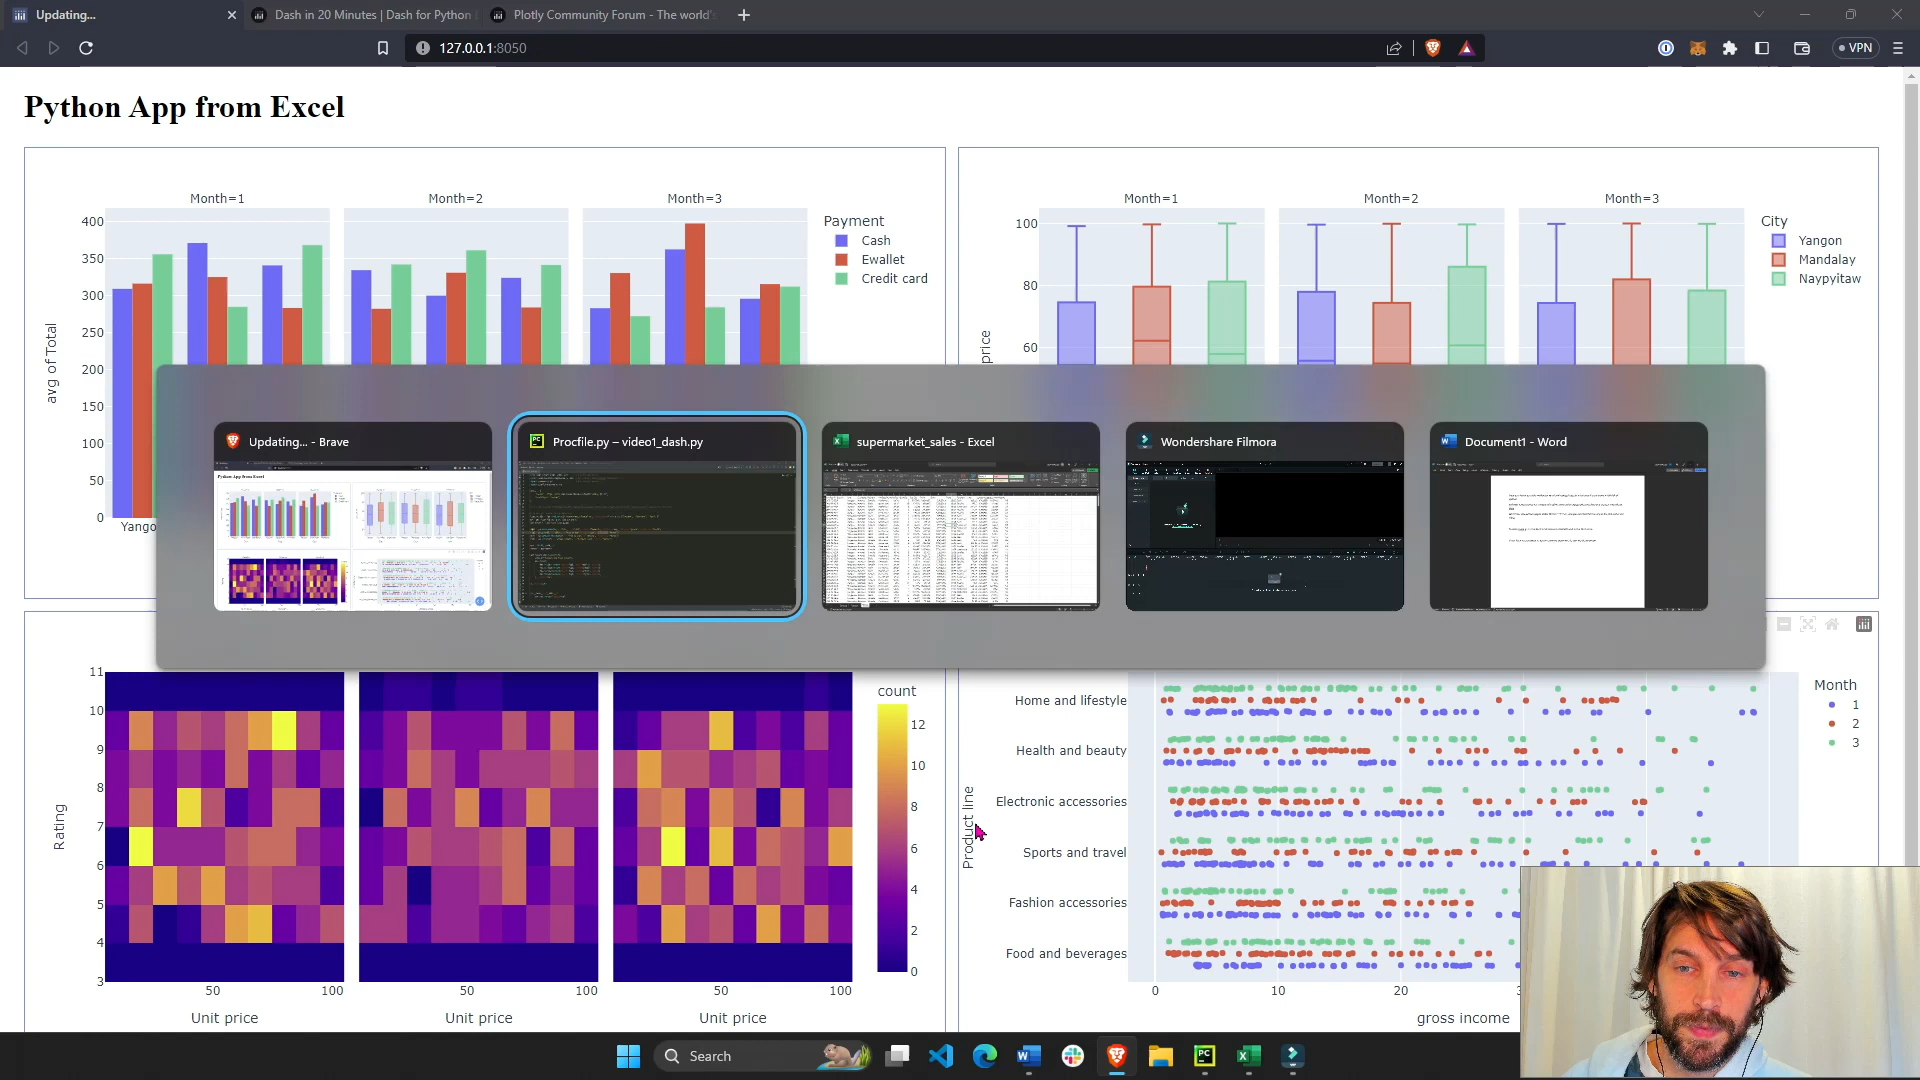 Updating...
Dash in 20 Minutes | Dash for Python
Plotly Community Forum - The world's
127.0.0.1:8050
VPN
Python App from Excel
Month=1
Month=2
Month=3
Payment
Cash
Ewallet
Credit card
400
350
300
250
200
150
100
50
0
avg of Total
Yango
Month=1
Month=2
Month=3
City
Yangon
Mandalay
Naypyitaw
100
80
60
price
Updating... - Brave
Procfile.py – video1_dash.py
supermarket_sales - Excel
Wondershare Filmora
Document1 - Word
Python App from Excel
11
10
9
8
7
6
5
4
3
Rating
50
100
50
100
50
100
Unit price
Unit price
Unit price
count
12
10
8
6
4
2
0
Home and lifestyle
Health and beauty
Electronic accessories
Sports and travel
Fashion accessories
Food and beverages
Product line
0
10
20
gross income
Month
1
2
3
Search